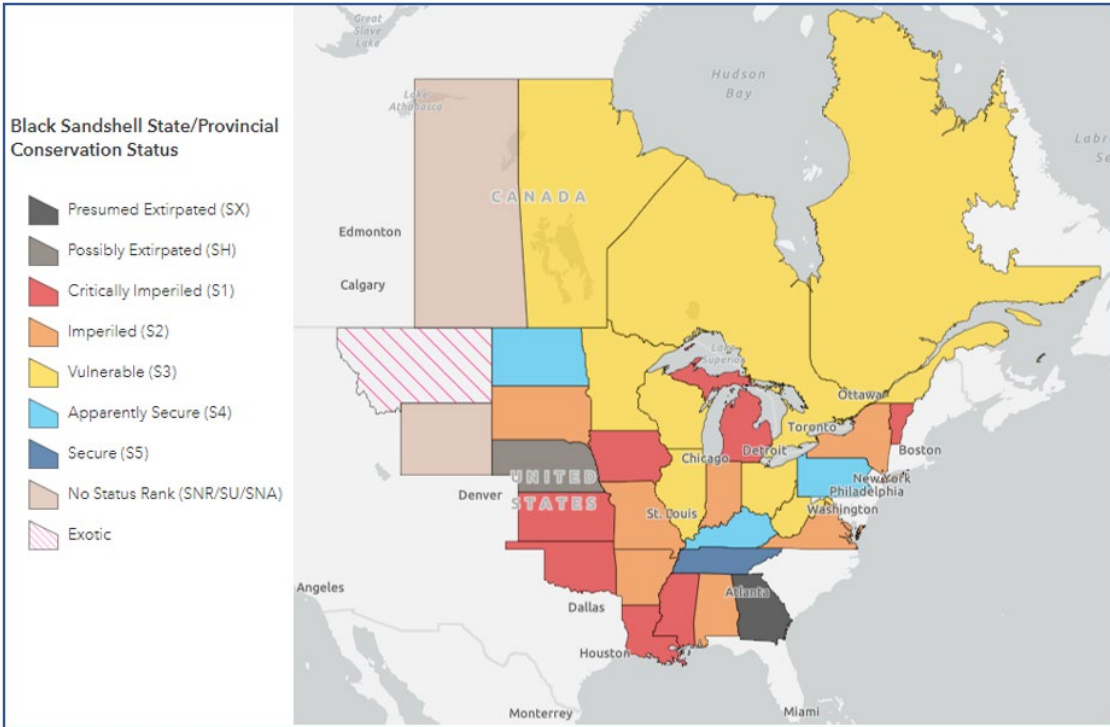 Black Sandshell State/Provincial
Conservation Status
Presumed Extirpated (SX)
Possibly Extirpated (SH)
Critically Imperiled (S1)
Imperiled (S2)
Vulnerable (S3)
Apparently Secure (S4)
Secure (S5)
No Status Rank (SNR/SU/SNA)
Exotic
Great
Slave
Lake
Hudson
Bay
Lake
Athabasca
CANADA
Edmonton
Calgary
Lake
Superio
Ottawa
Toronto
Boston
Chicago
Detroit
New York
Philadelphia
Washington
UNITED
STATES
Denver
St. Louis
Angeles
Atlanta
Dallas
Houston
Monterrey
Miami